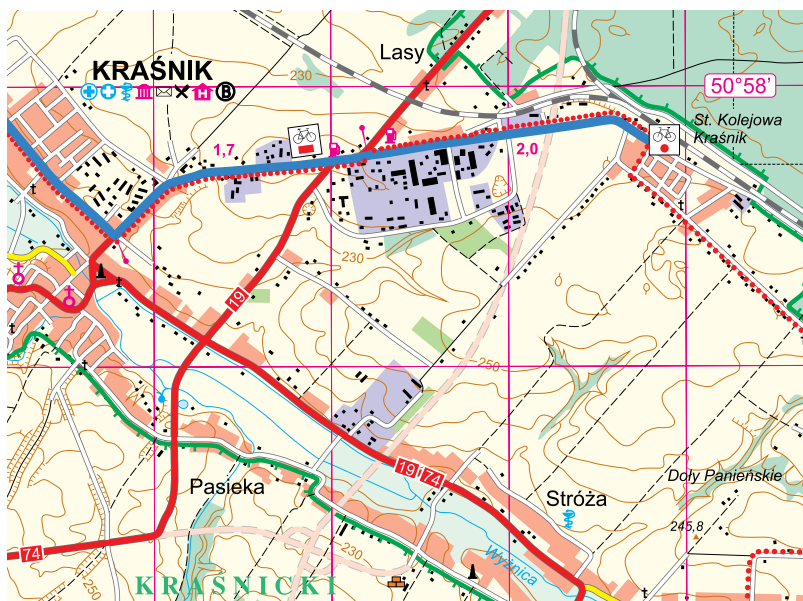 Lasy
KRAŚNIK
230
B
50°58'
St. Kolejowa
Kraśnik
1,7
2,0
230
19
250
19 74
Pasieka
Stróża
Doły Panieńskie
245,8
Wyżnica
74
230
230
250
KRAŚNICKI